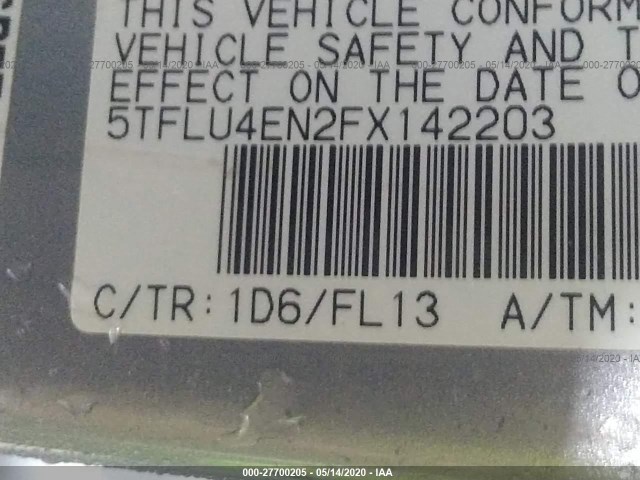 THIS VEHICLE CONFORM
VEHICLE SAFETY AND T
EFFECT ON THE DATE O
5TFLU4EN2FX142203
C/TR: 1D6/FL13 A/TM:
000-27700205 - 05/14/2020 - IAA